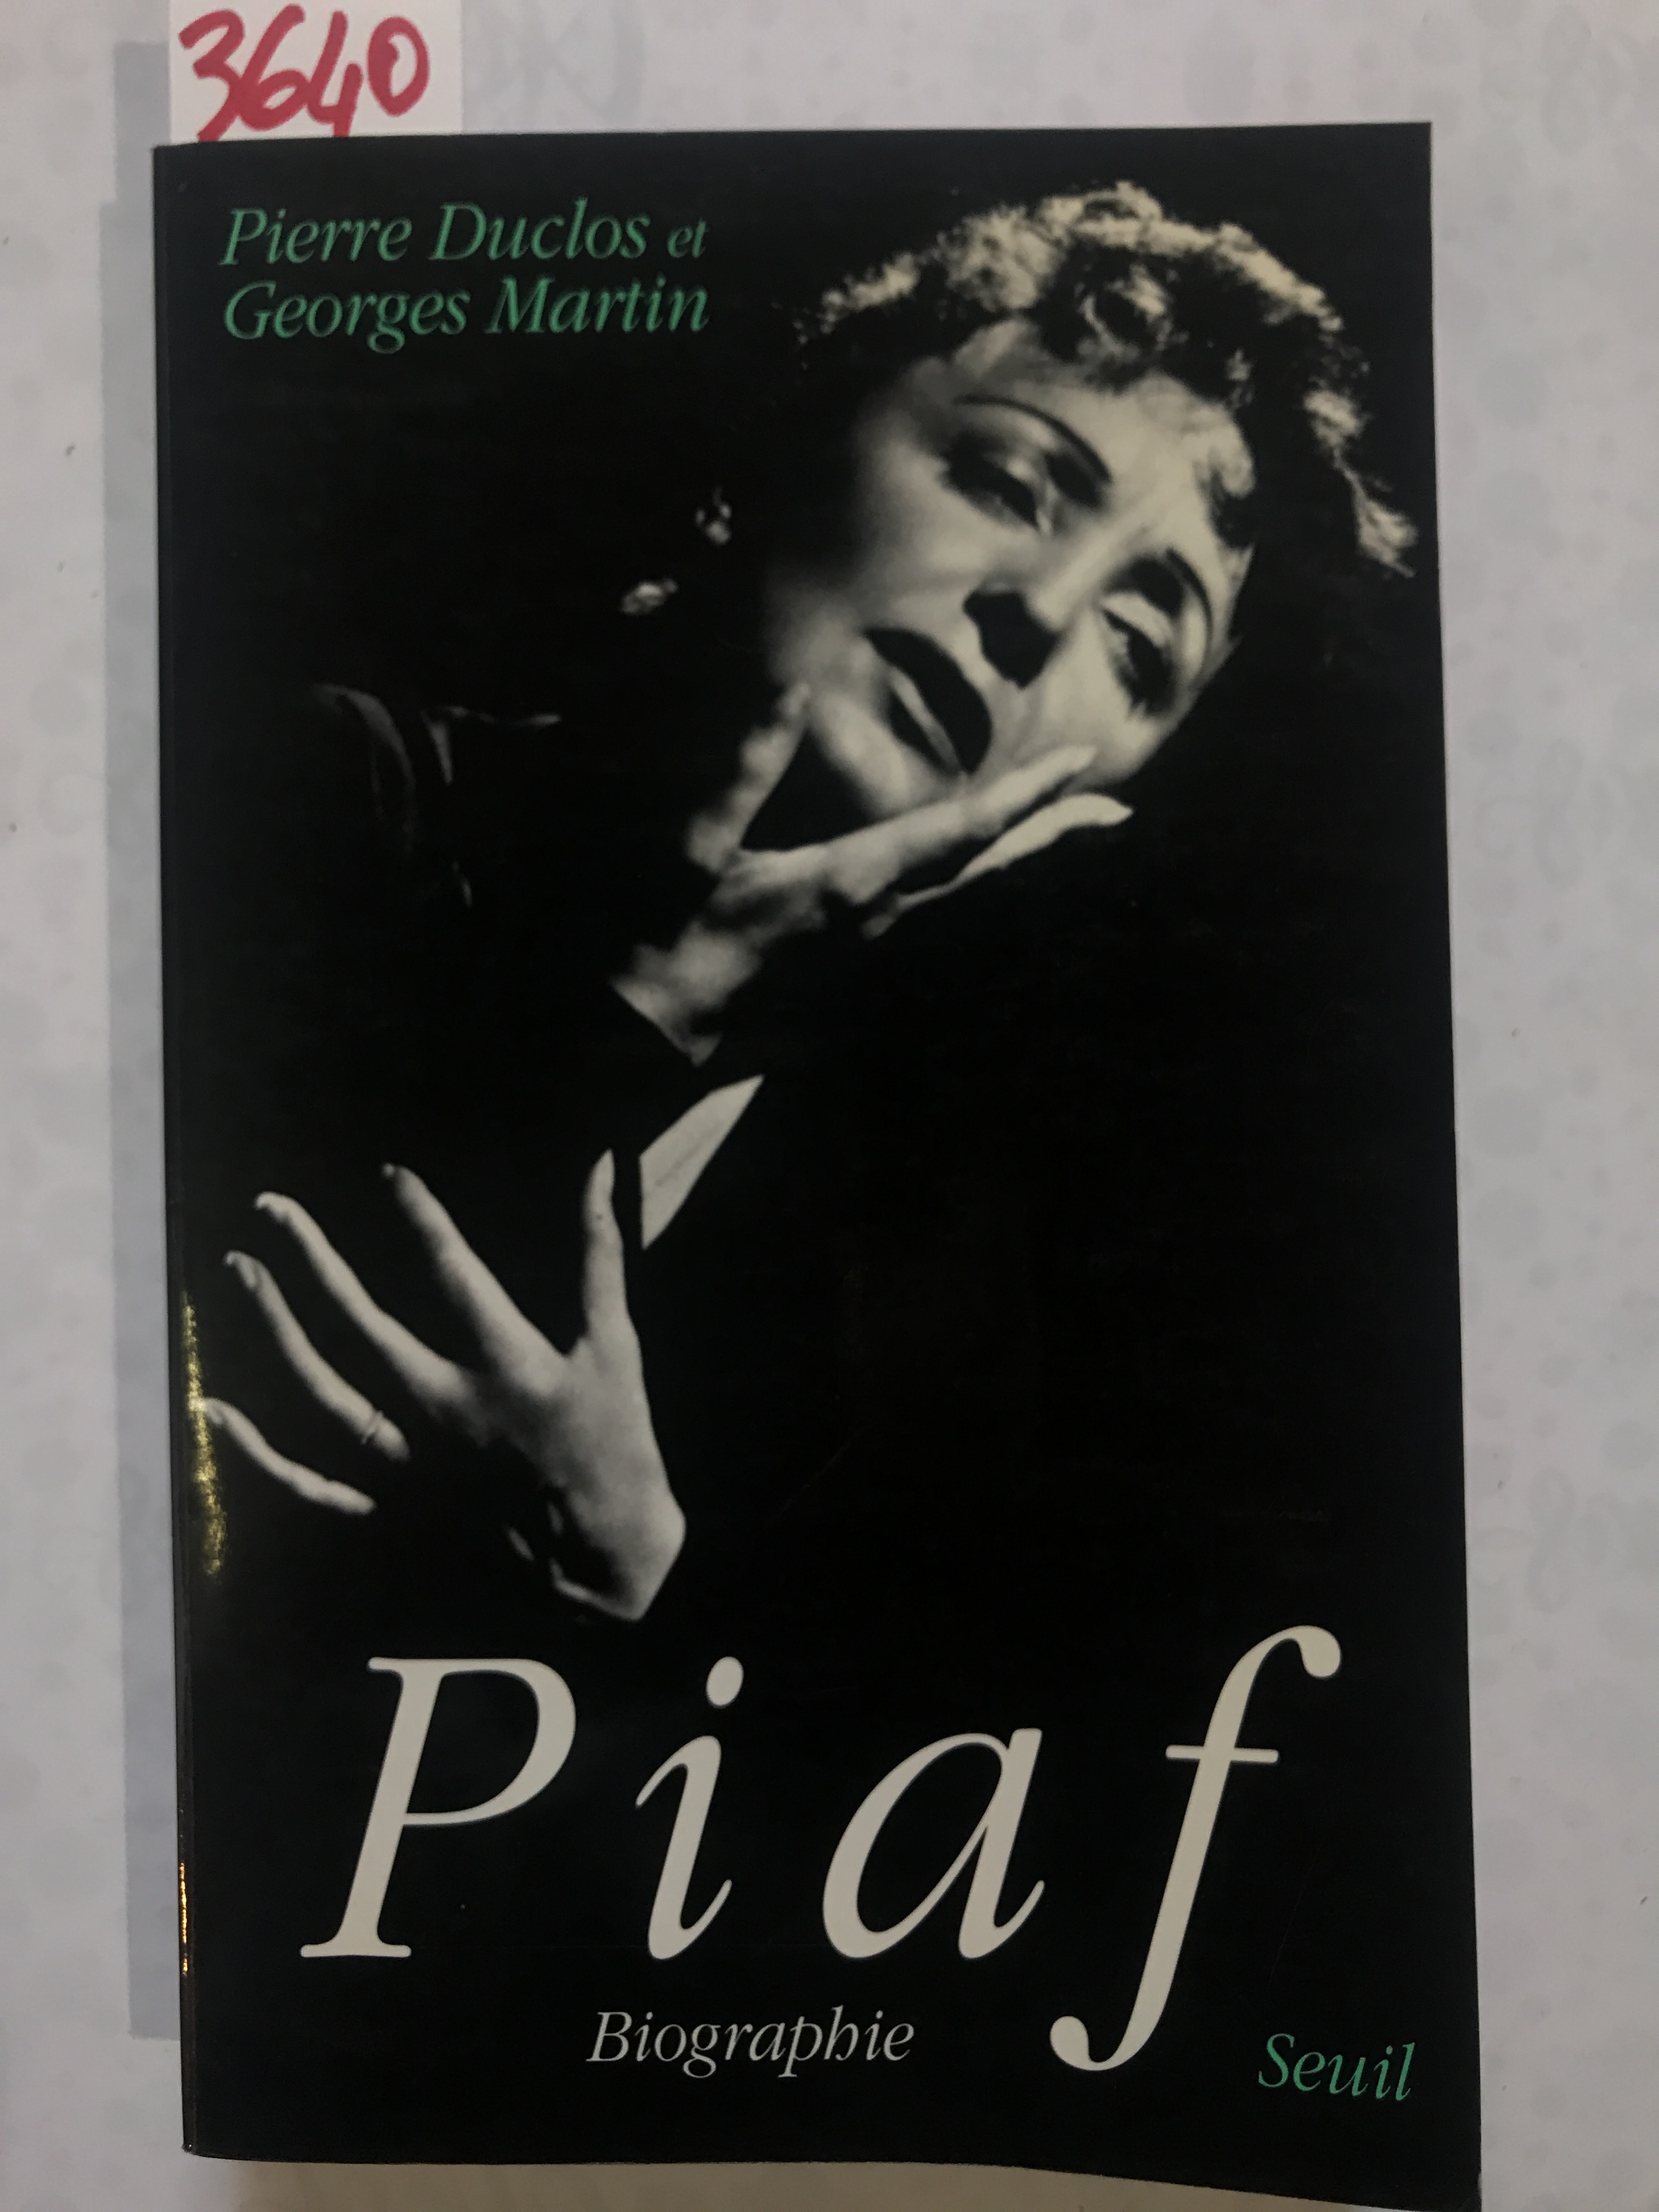 3640
Pierre Duclos et
Georges Martin
Piaf
Biographie
Seuil